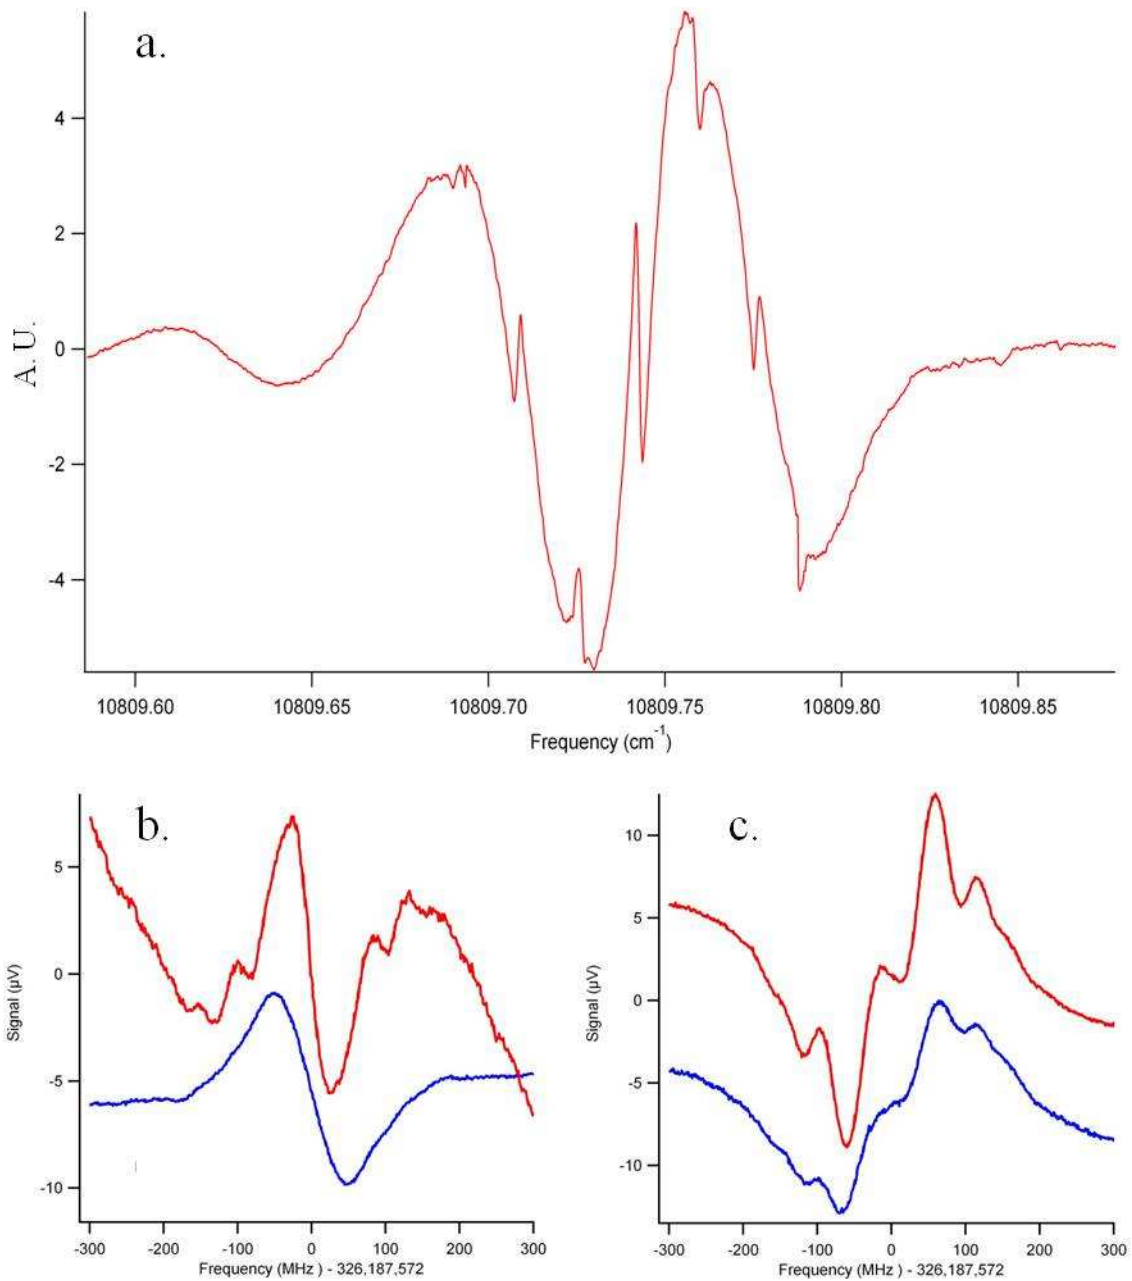 a.
4
2
0
-2
-4
A. U.
10809.60 10809.65 10809.70 10809.75 10809.80 10809.85
Frequency (cm-1)
b.
5
0
-5
-10
Signal (µV)
-300 -200 -100 0 100 200 300
Frequency (MHz ) - 326,187,572
c.
10
5
0
-5
-10
Signal (µV)
-300 -200 -100 0 100 200 300
Frequency (MHz ) - 326,187,572